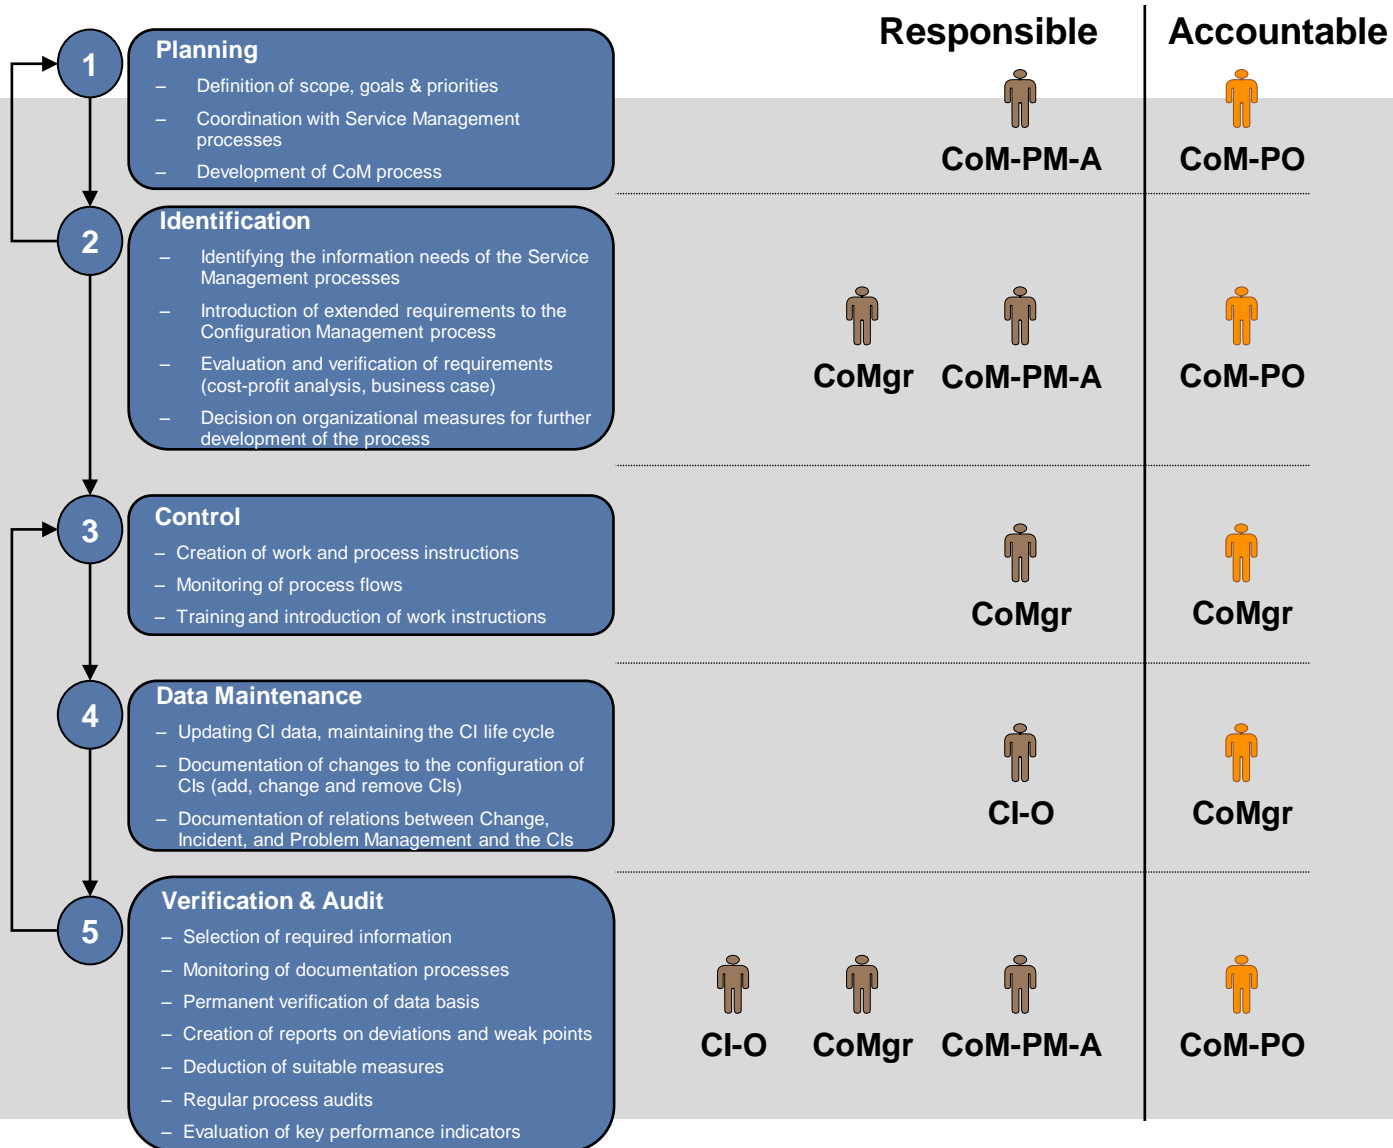 Responsible
Accountable
1
Planning
– Definition of scope, goals & priorities
– Coordination with Service Management
processes
– Development of CoM process
CoM-PM-A
CoM-PO
2
Identification
– Identifying the information needs of the Service
Management processes
– Introduction of extended requirements to the
Configuration Management process
– Evaluation and verification of requirements
(cost-profit analysis, business case)
– Decision on organizational measures for further
development of the process
CoMgr
CoM-PM-A
CoM-PO
3
Control
– Creation of work and process instructions
– Monitoring of process flows
– Training and introduction of work instructions
CoMgr
CoMgr
4
Data Maintenance
– Updating CI data, maintaining the CI life cycle
– Documentation of changes to the configuration of
CIs (add, change and remove CIs)
– Documentation of relations between Change,
Incident, and Problem Management and the CIs
CI-O
CoMgr
5
Verification & Audit
– Selection of required information
– Monitoring of documentation processes
– Permanent verification of data basis
– Creation of reports on deviations and weak points
– Deduction of suitable measures
– Regular process audits
– Evaluation of key performance indicators
CI-O
CoMgr
CoM-PM-A
CoM-PO